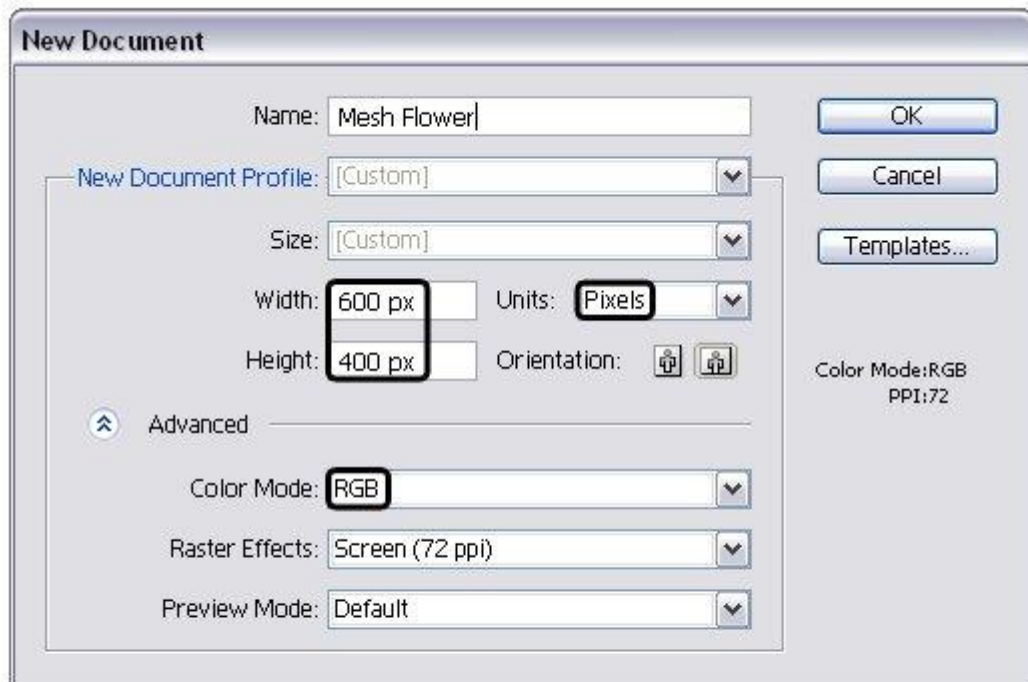 New Document
Name: Mesh Flower
OK
New Document Profile: [Custom]
Cancel
Size: [Custom]
Templates...
Width: 600 px Units: Pixels
Height: 400 px Orientation:
Color Mode:RGB
PPI:72
Advanced
Color Mode: RGB
Raster Effects: Screen (72 ppi)
Preview Mode: Default